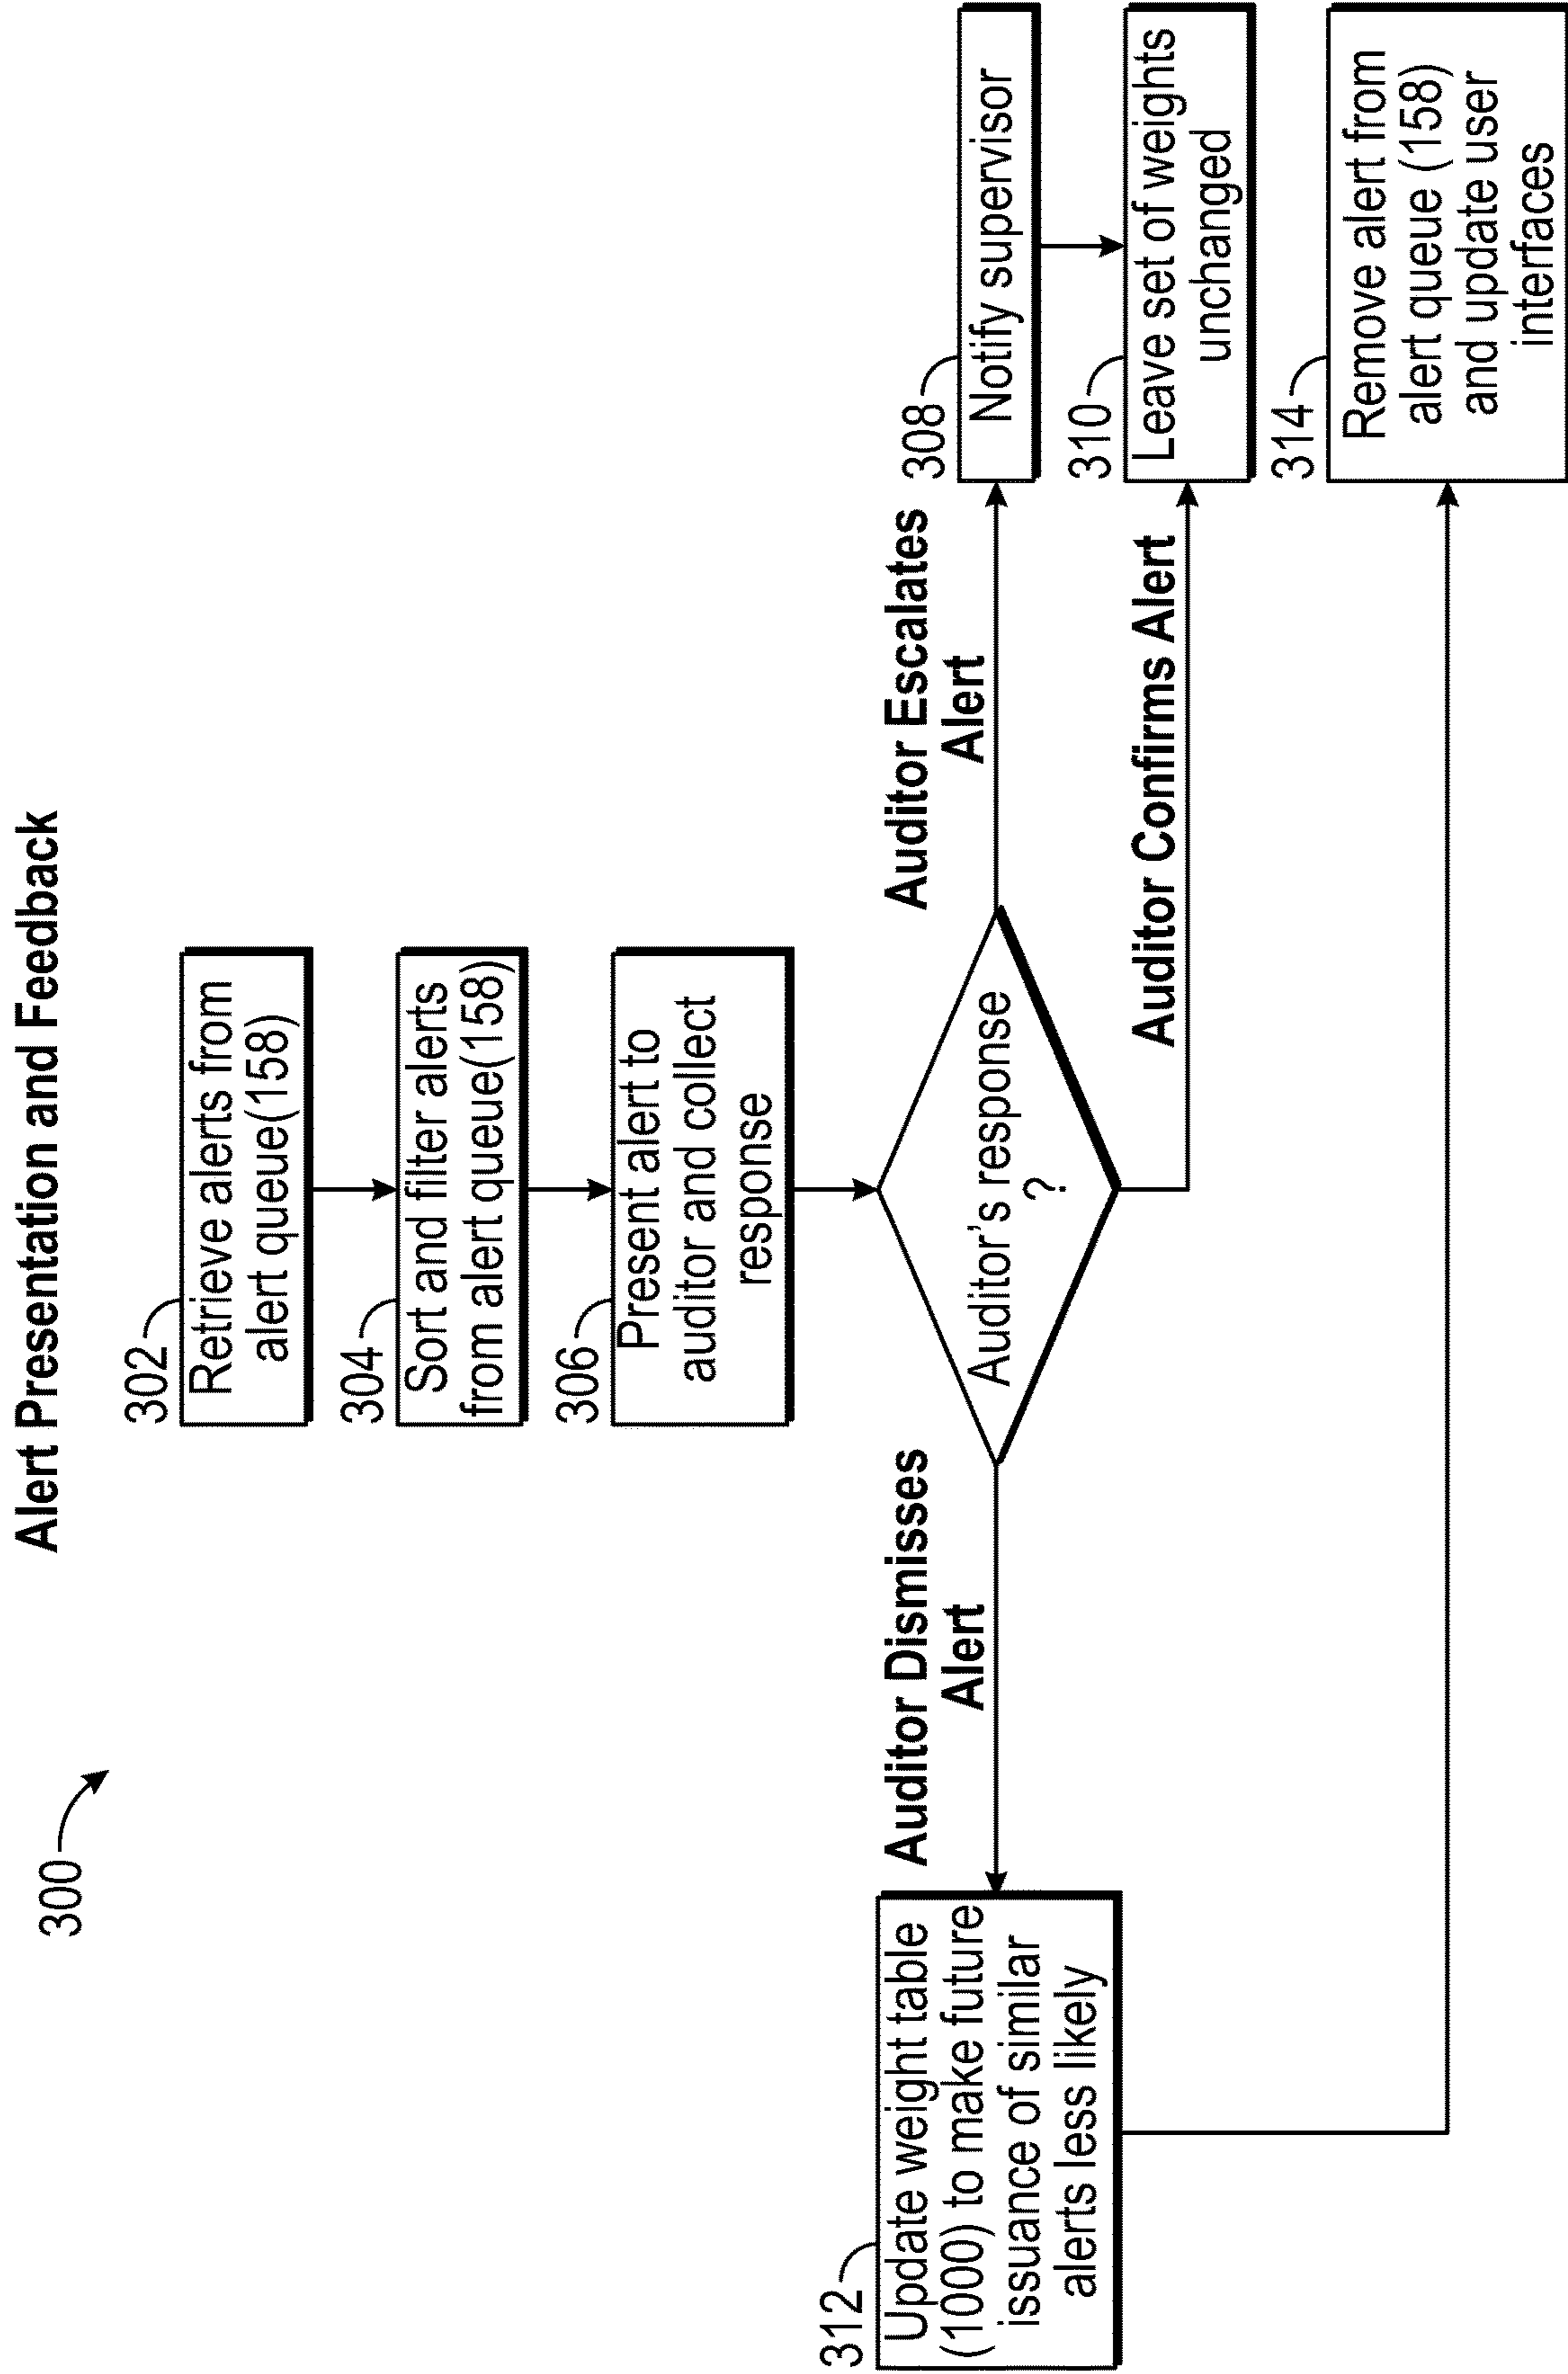 Alert Presentation and Feedback
300
302
Retrieve alerts from
alert queue(158)
304
Sort and filter alerts
from alert queue(158)
306
Present alert to
auditor and collect
response
Auditor's response
?
Auditor Dismisses
Alert
312
Update weight table
(1000) to make future
issuance of similar
alerts less likely
Auditor Escalates
Alert
308
Notify supervisor
Auditor Confirms Alert
310
Leave set of weights
unchanged
314
Remove alert from
alert queue (158)
and update user
interfaces